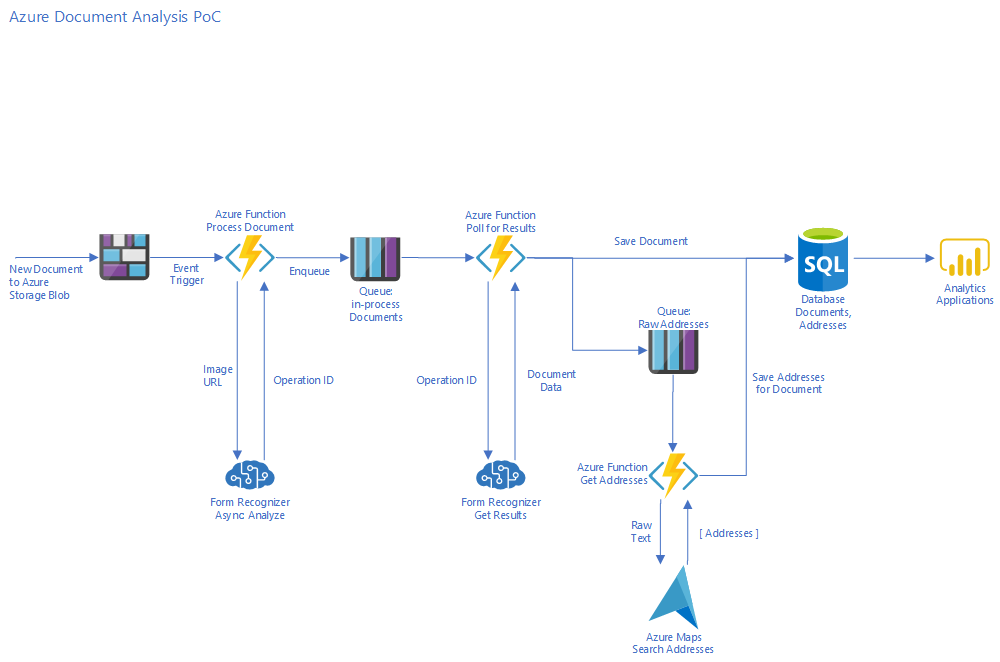 Azure Document Analysis PoC
New Document
to Azure
Storage Blob
Event
Trigger
Azure Function
Process Document
Enqueue
Queue:
in-process
Documents
Azure Function
Poll for Results
Save Document
SQL
Database
Documents,
Addresses
Analytics
Applications
Queue:
Raw Addresses
Image
URL
Operation ID
Operation ID
Document
Data
Save Addresses
for Document
Form Recognizer
Async Analyze
Form Recognizer
Get Results
Azure Function
Get Addresses
Raw
Text
[ Addresses ]
Azure Maps
Search Addresses